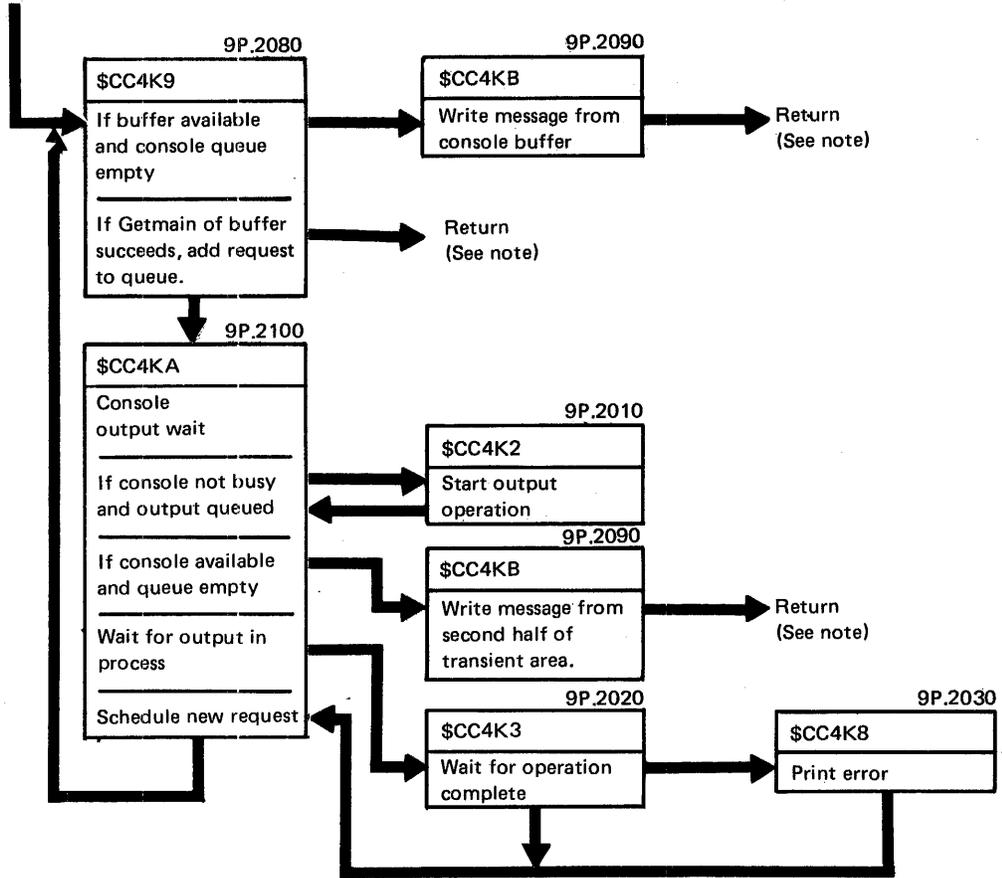 9P.2080
$CC4K9
If buffer available
and console queue
empty
If Getmain of buffer
succeeds, add request
to queue.
9P.2090
$CC4KB
Write message from
console buffer
Return
(See note)
Return
(See note)
9P.2100
$CC4KA
Console
output wait
If console not busy
and output queued
If console available
and queue empty
Wait for output in
process
Schedule new request
9P.2010
$CC4K2
Start output
operation
9P.2090
$CC4KB
Write message from
second half of
transient area.
Return
(See note)
9P.2020
$CC4K3
Wait for operation
complete
9P.2030
$CC4K8
Print error